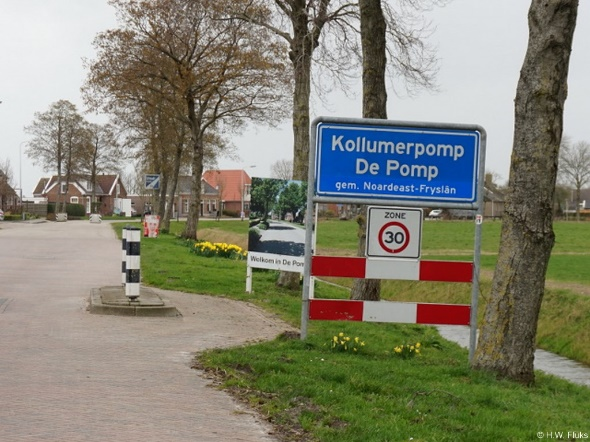 Kollumerpomp
De Pomp
gem. Noardeast-Fryslân
ZONE
30
Welkom in De Pomp
© H.W. Fluks